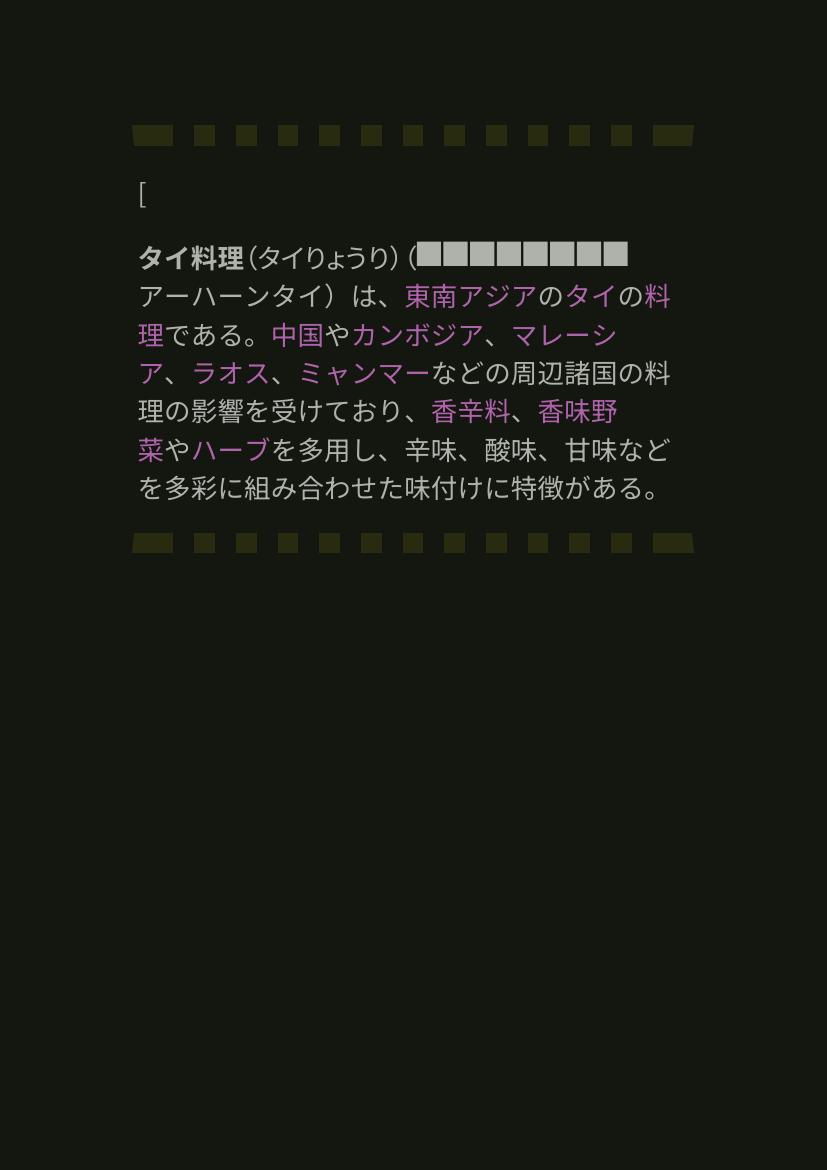 [
タイ料理（タイりょうり）（
アーハーンタイ）は、東南アジアのタイの料
理である。中国やカンボジア、マレーシ
ア、ラオス、ミャンマーなどの周辺諸国の料
理の影響を受けており、香辛料、香味野
菜やハーブを多用し、辛味、酸味、甘味など
を多彩に組み合わせた味付けに特徴がある。